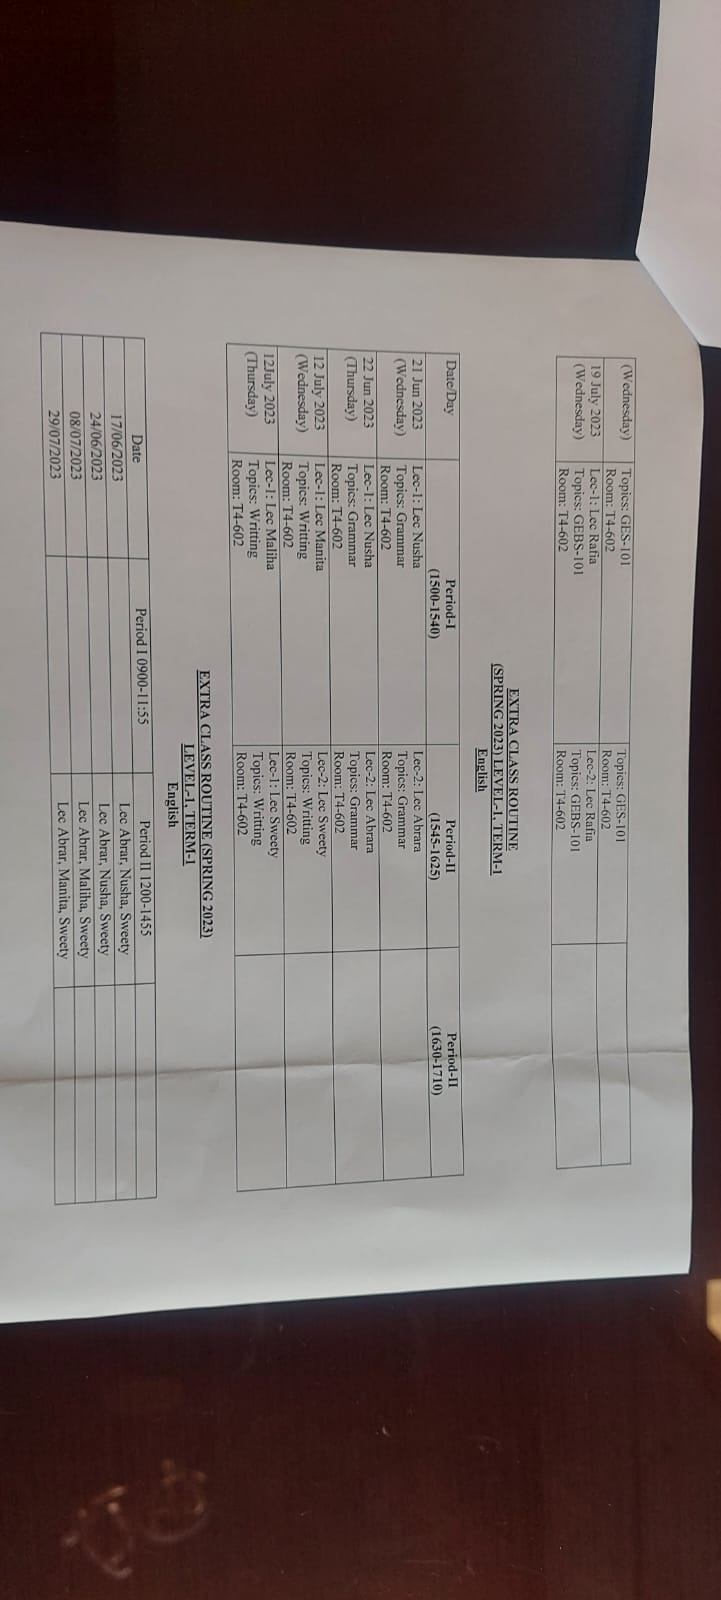 (Wednesday) Topics: GES-101 Topics: GES-101
Room: T4-602 Room: T4-602
19 July 2023 Lec-1: Lec Rafia Lec-2: Lec Rafia
(Wednesday) Topics: GEBS-101 Topics: GEBS-101
Room: T4-602 Room: T4-602
EXTRA CLASS ROUTINE
(SPRING 2023) LEVEL-1, TERM-1
English
Date/Day Period-I Period-II Period-II
(1500-1540) (1545-1625) (1630-1710)
21 Jun 2023 Lec-1: Lec Nusha Lec-2: Lec Abrara
(Wednesday) Topics: Grammar Topics: Grammar
Room: T4-602 Room: T4-602
22 Jun 2023 Lec-1: Lec Nusha Lec-2: Lec Abrara
(Thursday) Topics: Grammar Topics: Grammar
Room: T4-602 Room: T4-602
12 July 2023 Lec-1: Lec Manita Lec-2: Lec Sweety
(Wednesday) Topics: Writting Topics: Writting
Room: T4-602 Room: T4-602
12July 2023 Lec-1: Lec Maliha Lec-1: Lec Sweety
(Thursday) Topics: Writting Topics: Writting
Room: T4-602 Room: T4-602
EXTRA CLASS ROUTINE (SPRING 2023)
LEVEL-1, TERM-1
English
Date Period I 0900-11:55 Period II 1200-1455
17/06/2023 Lec Abrar, Nusha, Sweety
24/06/2023 Lec Abrar, Nusha, Sweety
08/07/2023 Lec Abrar, Maliha, Sweety
29/07/2023 Lec Abrar, Manita, Sweety